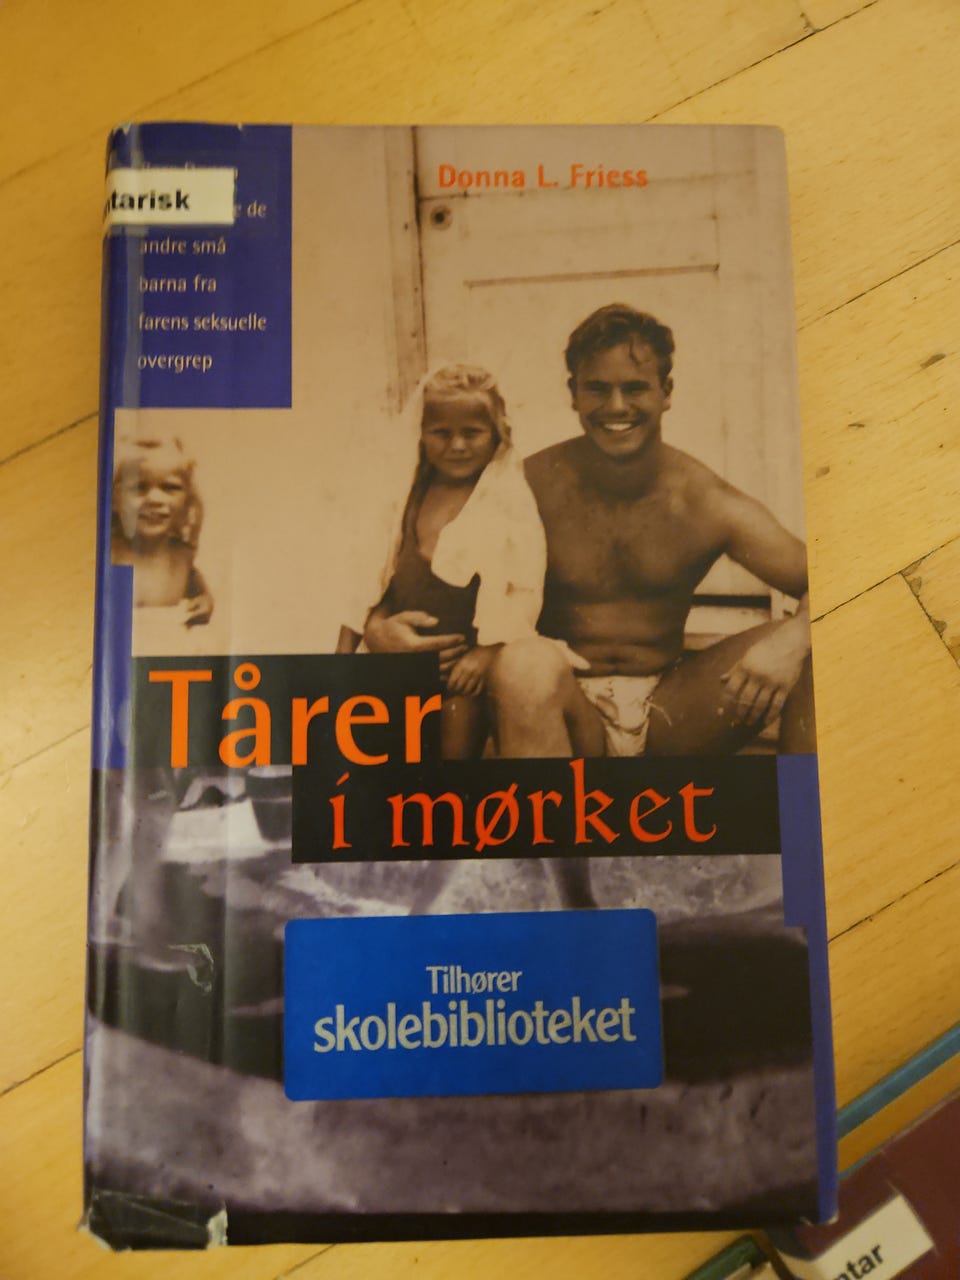 Donna L. Friess
tarisk
de
andre små
barna fra
farens seksuelle
overgrep
Tårer
i mørket
Tilhører
skolebiblioteket
ntar